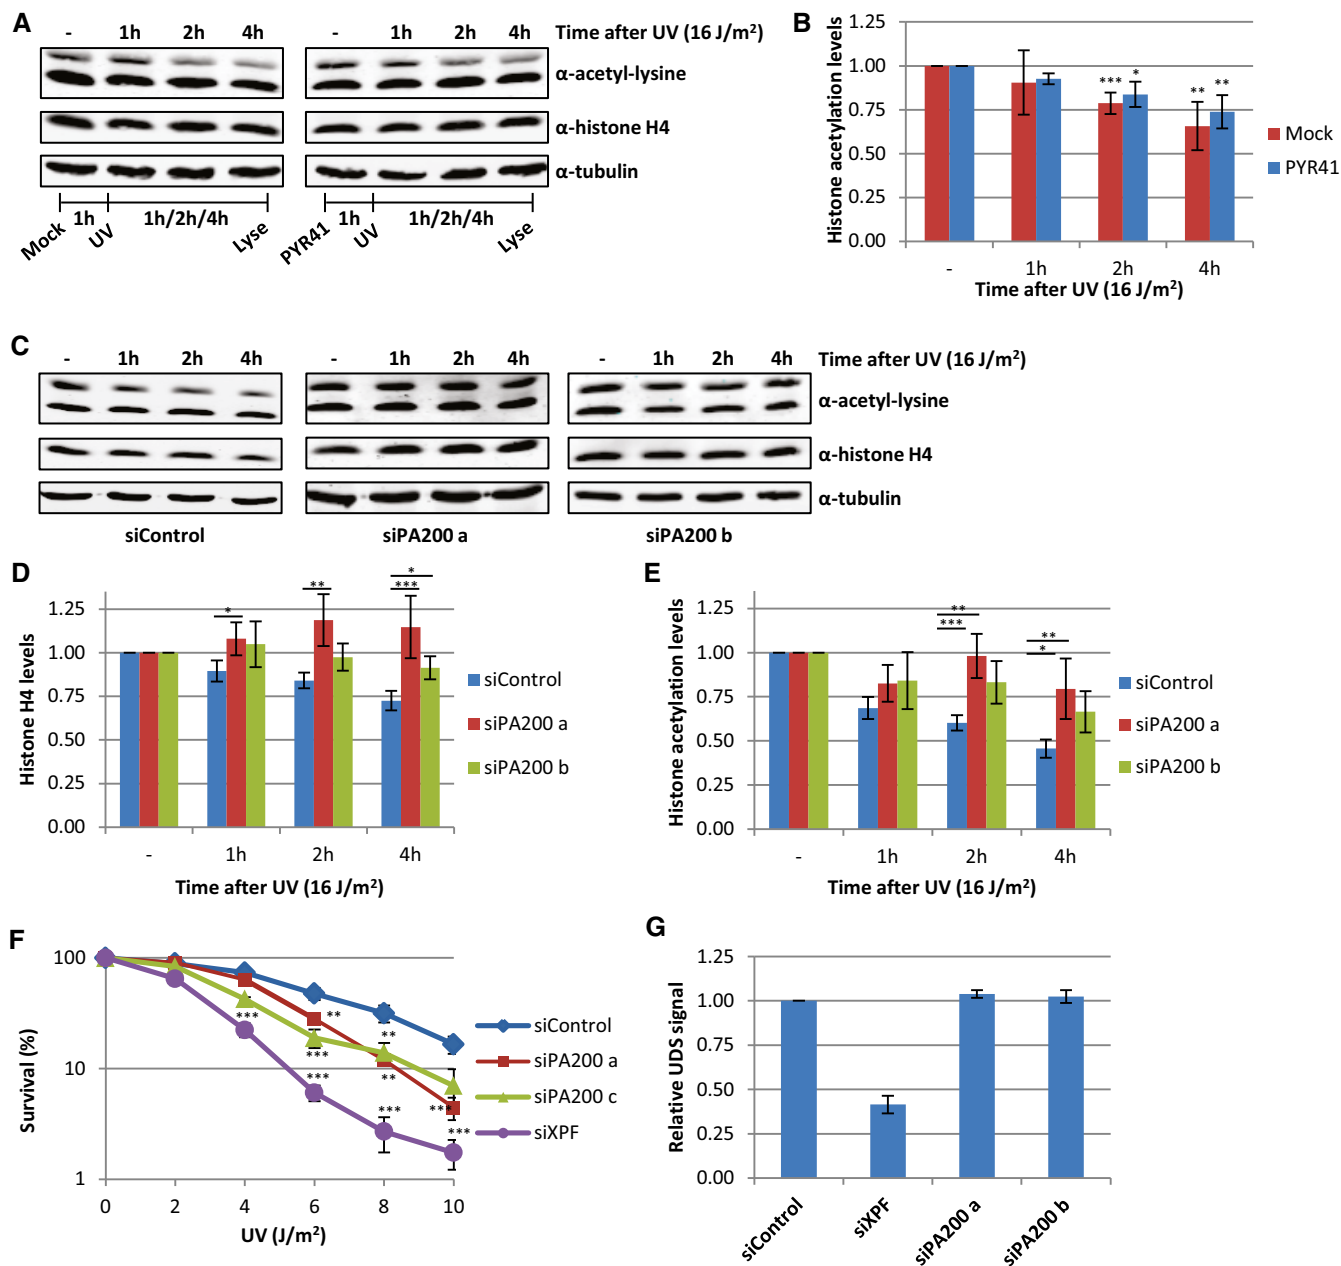 A
- 1h 2h 4h Time after UV (16 J/m²)
α-acetyl-lysine
α-histone H4
α-tubulin
Mock 1h UV 1h/2h/4h Lyse
- 1h 2h 4h
PYR41 1h UV 1h/2h/4h Lyse
B
Histone acetylation levels
1.25
1.00
0.75
0.50
0.25
0.00
*** * ** **
- 1h 2h 4h
Time after UV (16 J/m²)
Mock
PYR41
C
- 1h 2h 4h - 1h 2h 4h - 1h 2h 4h Time after UV (16 J/m²)
α-acetyl-lysine
α-histone H4
α-tubulin
siControl siPA200 a siPA200 b
D
Histone H4 levels
1.25
1.00
0.75
0.50
0.25
0.00
* ** * ***
- 1h 2h 4h
Time after UV (16 J/m²)
siControl
siPA200 a
siPA200 b
E
Histone acetylation levels
1.25
1.00
0.75
0.50
0.25
0.00
** *** ** *
- 1h 2h 4h
Time after UV (16 J/m²)
siControl
siPA200 a
siPA200 b
F
Survival (%)
100
10
1
*** ** *** *** ** ** *** *** ***
0 2 4 6 8 10
UV (J/m²)
siControl
siPA200 a
siPA200 c
siXPF
G
Relative UDS signal
1.25
1.00
0.75
0.50
0.25
0.00
siControl siXPF siPA200 a siPA200 b